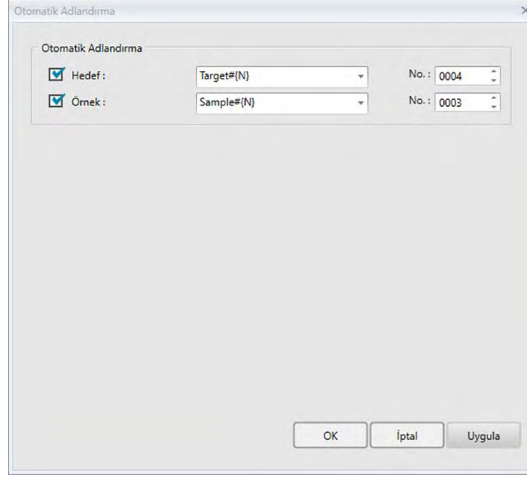 Otomatik Adlandırma
Otomatik Adlandırma
Hedef : Target#{N} No. : 0004
Örnek : Sample#{N} No. : 0003
OK İptal Uygula